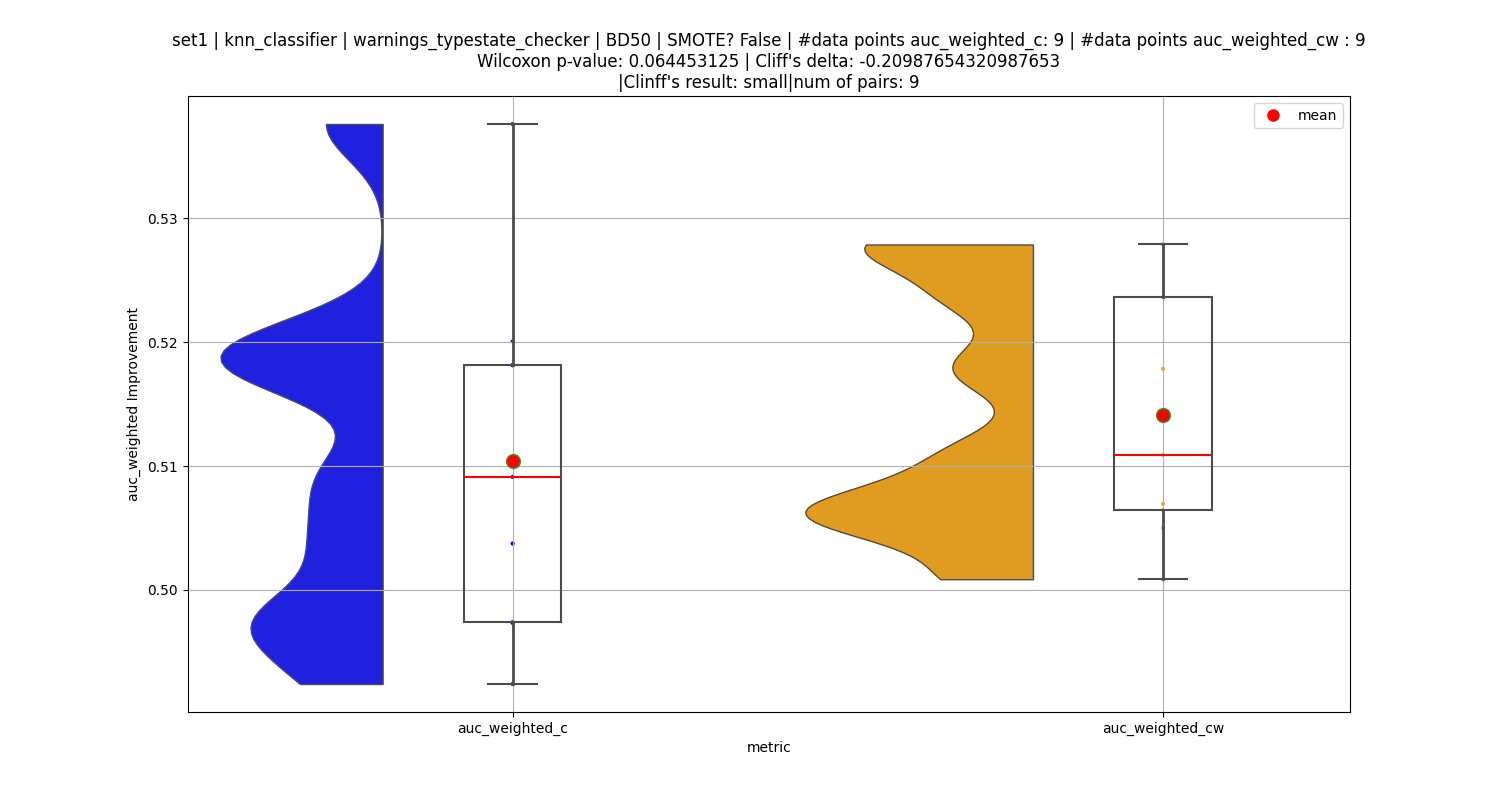 set1 | knn_classifier | warnings_typestate_checker | BD50 | SMOTE? False | #data points auc_weighted_c: 9 | #data points auc_weighted_cw : 9
Wilcoxon p-value: 0.064453125 | Cliff's delta: -0.20987654320987653
|Clinff's result: small|num of pairs: 9
mean
0.53
0.52
0.51
0.50
auc_weighted Improvement
auc_weighted_c
auc_weighted_cw
metric